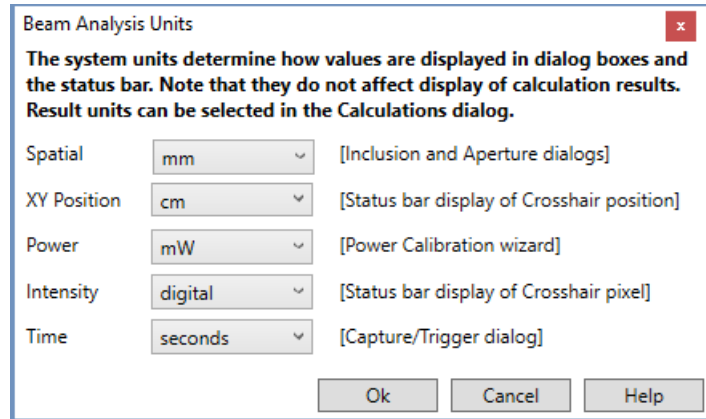 Beam Analysis Units
x
The system units determine how values are displayed in dialog boxes and
the status bar. Note that they do not affect display of calculation results.
Result units can be selected in the Calculations dialog.
Spatial mm [Inclusion and Aperture dialogs]
XY Position cm [Status bar display of Crosshair position]
Power mW [Power Calibration wizard]
Intensity digital [Status bar display of Crosshair pixel]
Time seconds [Capture/Trigger dialog]
Ok Cancel Help